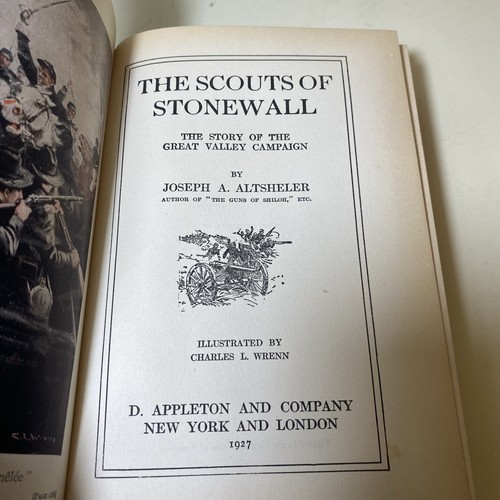 THE SCOUTS OF
STONEWALL
THE STORY OF THE
GREAT VALLEY CAMPAIGN
BY
JOSEPH A. ALTSHELER
AUTHOR OF "THE GUNS OF SHILOH," ETC.
ILLUSTRATED BY
CHARLES L. WRENN
D. APPLETON AND COMPANY
NEW YORK AND LONDON
1927